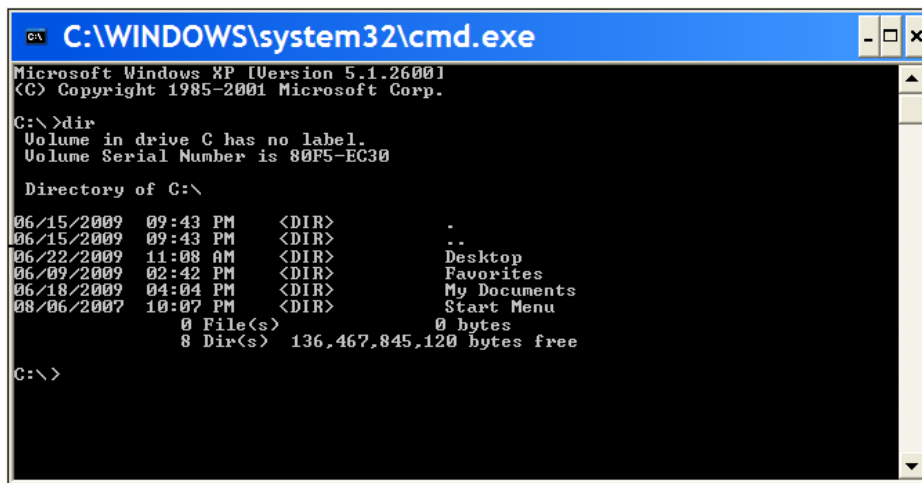 C:\WINDOWS\system32\cmd.exe
Microsoft Windows XP [Version 5.1.2600]
(C) Copyright 1985-2001 Microsoft Corp.
C:\>dir
Volume in drive C has no label.
Volume Serial Number is 80F5-EC30
Directory of C:\
06/15/2009 09:43 PM <DIR> .
06/15/2009 09:43 PM <DIR> ..
06/22/2009 11:08 AM <DIR> Desktop
06/09/2009 02:42 PM <DIR> Favorites
06/18/2009 04:04 PM <DIR> My Documents
08/06/2007 10:07 PM <DIR> Start Menu
0 File(s) 0 bytes
8 Dir(s) 136,467,845,120 bytes free
C:\>